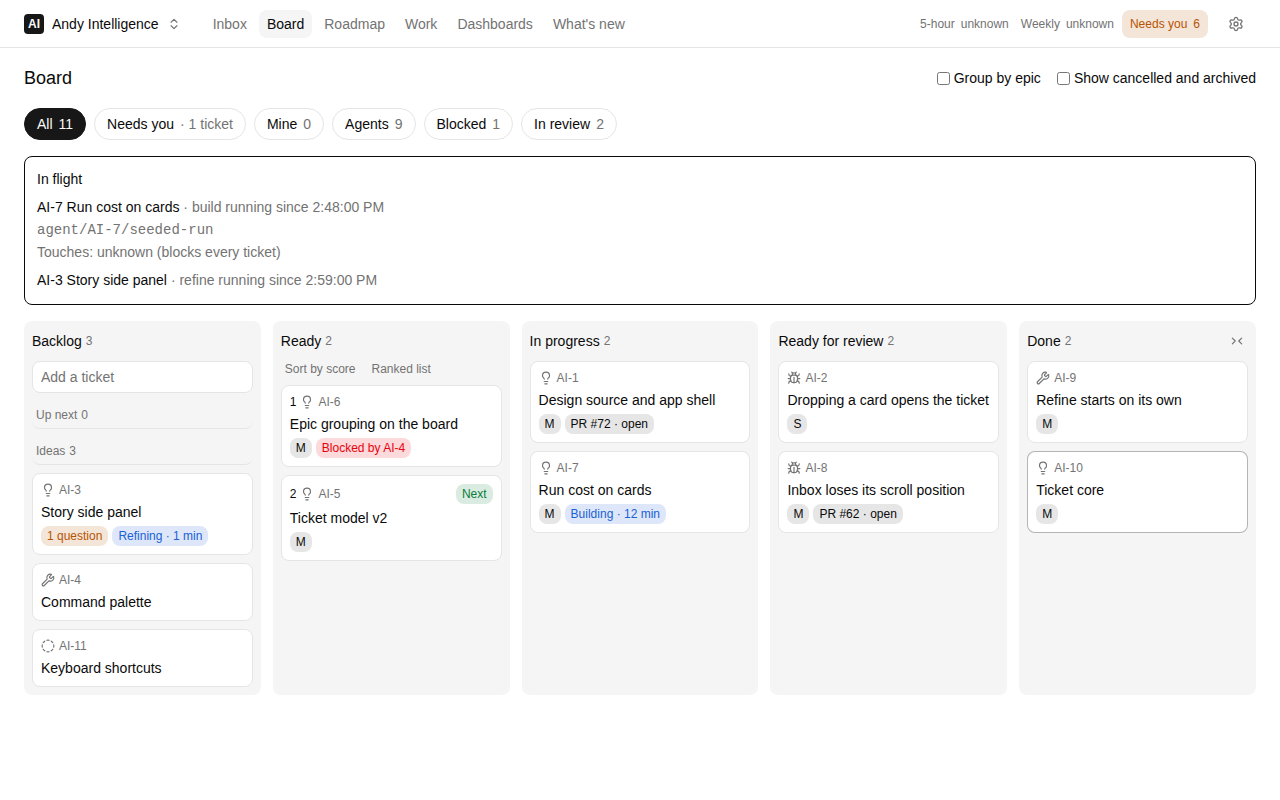 AI Andy Intelligence Inbox Board Roadmap Work Dashboards What's new 5-hour unknown Weekly unknown Needs you 6
Board
Group by epic Show cancelled and archived
All 11 Needs you · 1 ticket Mine 0 Agents 9 Blocked 1 In review 2
In flight
AI-7 Run cost on cards · build running since 2:48:00 PM
agent/AI-7/seeded-run
Touches: unknown (blocks every ticket)
AI-3 Story side panel · refine running since 2:59:00 PM
Backlog 3
Add a ticket
Up next 0
Ideas 3
AI-3
Story side panel
1 question Refining · 1 min
AI-4
Command palette
AI-11
Keyboard shortcuts
Ready 2
Sort by score Ranked list
1 AI-6
Epic grouping on the board
M Blocked by AI-4
2 AI-5 Next
Ticket model v2
M
In progress 2
AI-1
Design source and app shell
M PR #72 · open
AI-7
Run cost on cards
M Building · 12 min
Ready for review 2
AI-2
Dropping a card opens the ticket
S
AI-8
Inbox loses its scroll position
M PR #62 · open
Done 2
AI-9
Refine starts on its own
M
AI-10
Ticket core
M